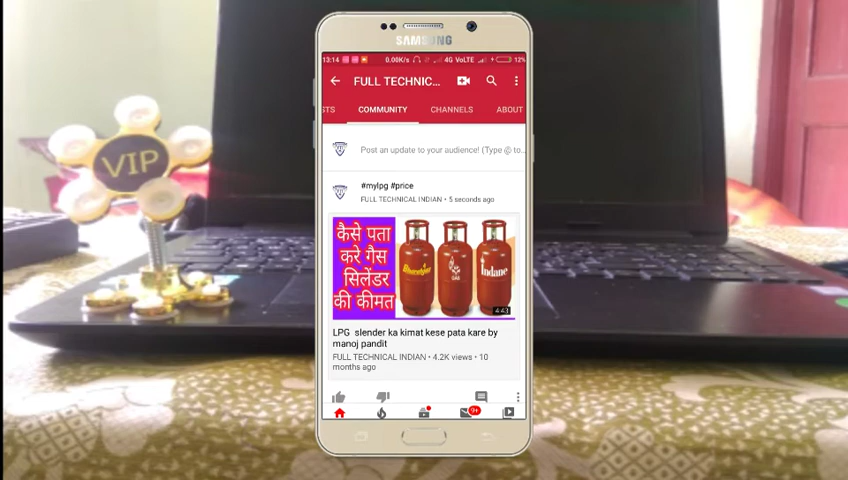 SAMSUNG
13:14 0.00K/s 4G VoLTE 12%
FULL TECHNIC...
STS COMMUNITY CHANNELS ABOUT
Post an update to your audience! (Type @ to...
#mylpg #price
FULL TECHNICAL INDIAN • 5 seconds ago
कैसे पता
करे गैस
सिलेंडर
की कीमत
Bharatgas
GAS
Indane
4:43
LPG slender ka kimat kese pata kare by
manoj pandit
FULL TECHNICAL INDIAN • 4.2K views • 10
months ago
9+
VIP